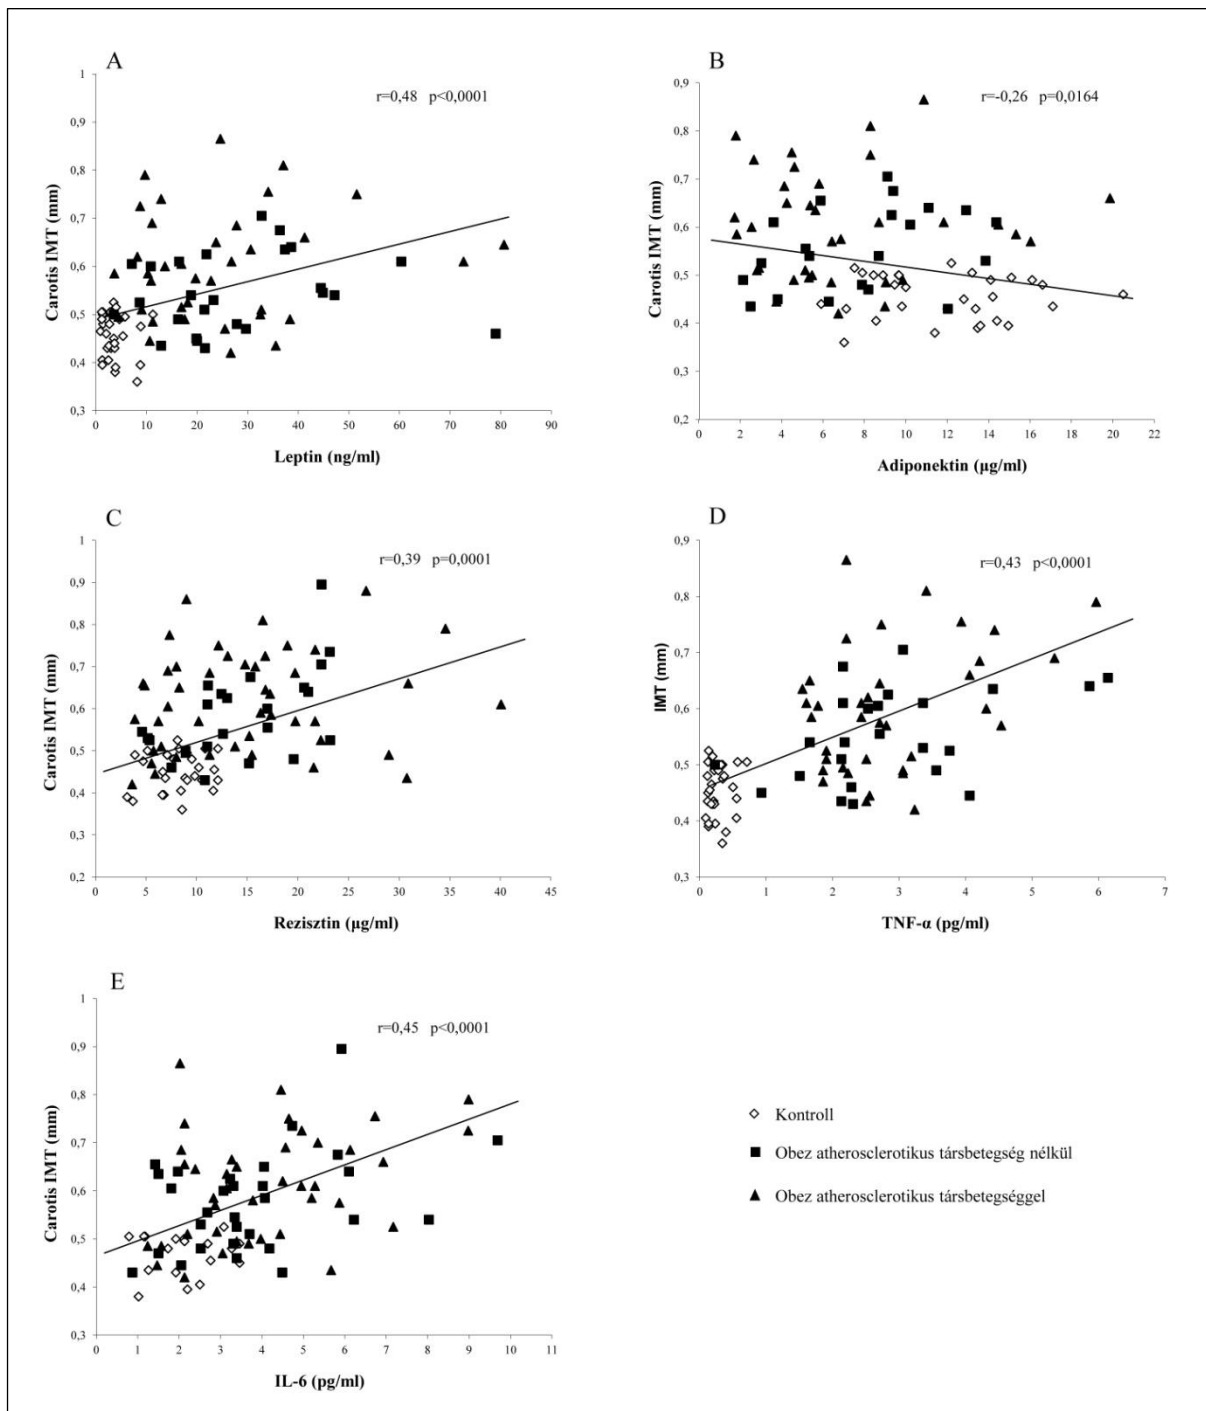 A
r=0,48 p<0,0001
Carotis IMT (mm)
1
0,9
0,8
0,7
0,6
0,5
0,4
0,3
0 10 20 30 40 50 60 70 80 90
Leptin (ng/ml)
B
r=-0,26 p=0,0164
Carotis IMT (mm)
0,9
0,8
0,7
0,6
0,5
0,4
0,3
0,2
0 2 4 6 8 10 12 14 16 18 20 22
Adiponektin (µg/ml)
C
r=0,39 p=0,0001
Carotis IMT (mm)
1
0,9
0,8
0,7
0,6
0,5
0,4
0,3
0,2
0 5 10 15 20 25 30 35 40 45
Rezisztin (µg/ml)
D
r=0,43 p<0,0001
IMT (mm)
0,9
0,8
0,7
0,6
0,5
0,4
0,3
0 1 2 3 4 5 6 7
TNF-α (pg/ml)
E
r=0,45 p<0,0001
Carotis IMT (mm)
1
0,9
0,8
0,7
0,6
0,5
0,4
0,3
0 1 2 3 4 5 6 7 8 9 10 11
IL-6 (pg/ml)
Kontroll
Obez atherosclerotikus társbetegség nélkül
Obez atherosclerotikus társbetegséggel